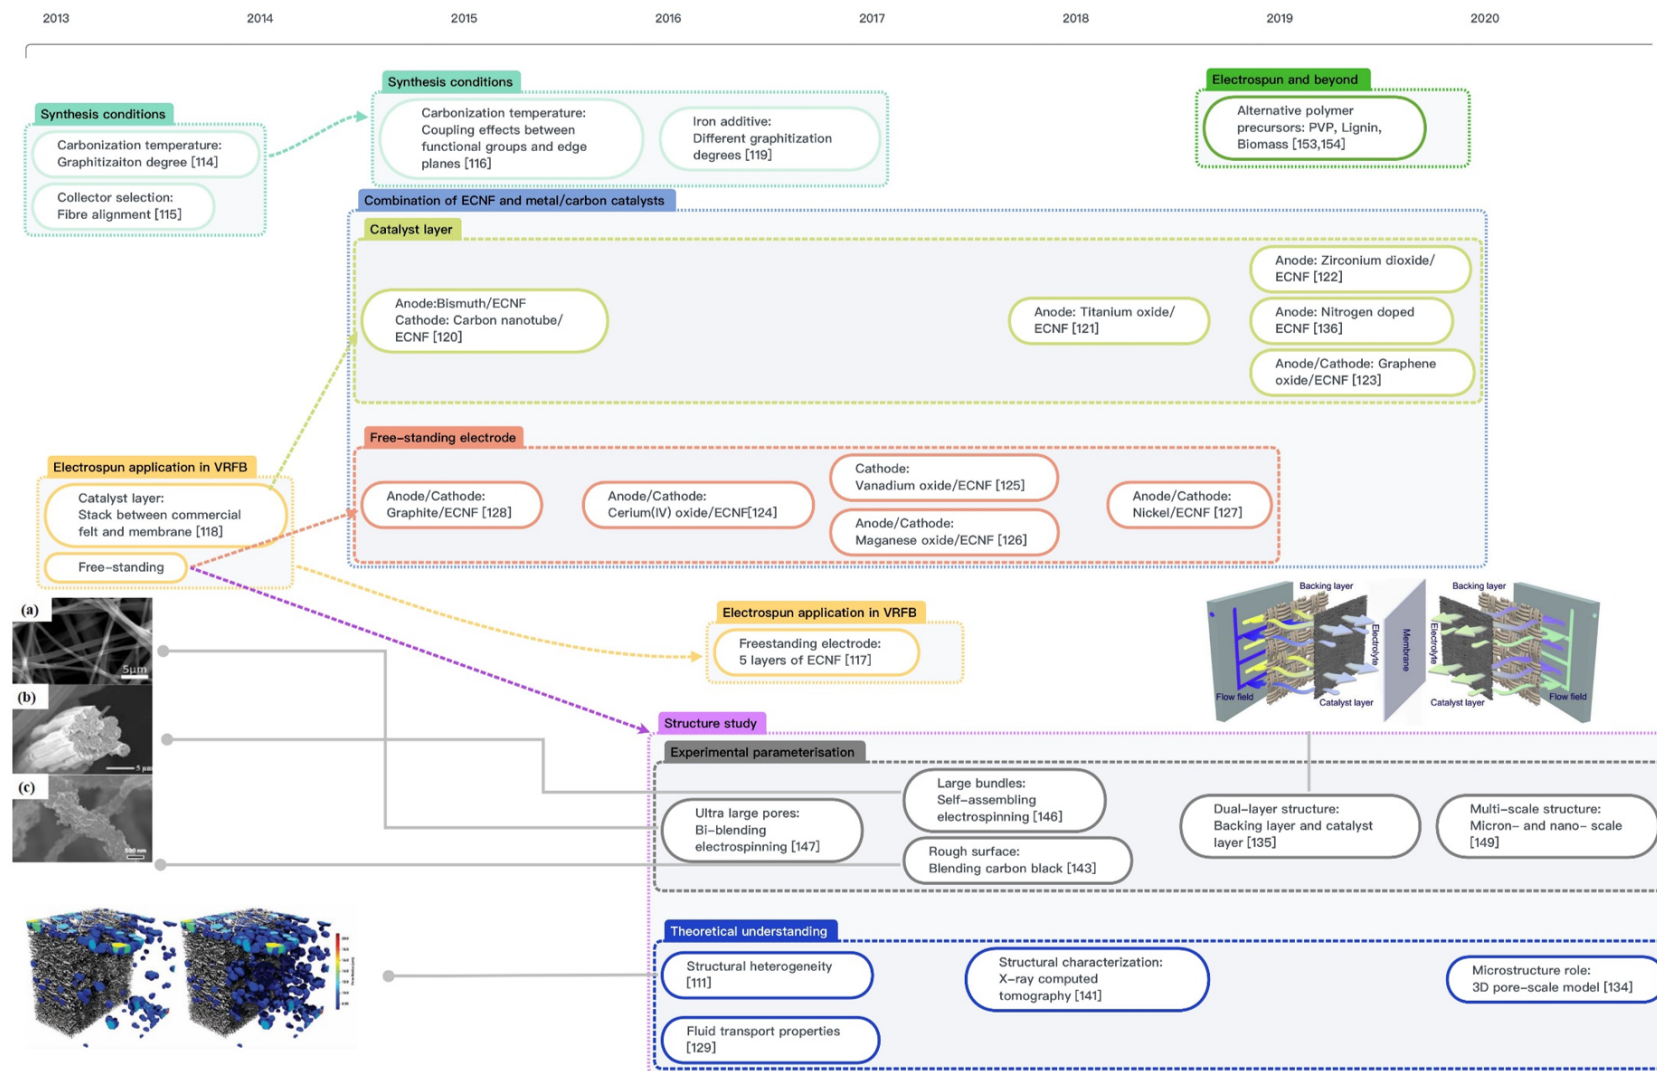 2013
2014
2015
2016
2017
2018
2019
2020
Synthesis conditions
Carbonization temperature:
Graphitizaiton degree [114]
Collector selection:
Fibre alignment [115]
Synthesis conditions
Carbonization temperature:
Coupling effects between
functional groups and edge
planes [116]
Iron additive:
Different graphitization
degrees [119]
Electrospun and beyond
Alternative polymer
precursors: PVP, Lignin,
Biomass [153,154]
Combination of ECNF and metal/carbon catalysts
Catalyst layer
Anode:Bismuth/ECNF
Cathode: Carbon nanotube/
ECNF [120]
Anode: Titanium oxide/
ECNF [121]
Anode: Zirconium dioxide/
ECNF [122]
Anode: Nitrogen doped
ECNF [136]
Anode/Cathode: Graphene
oxide/ECNF [123]
Free-standing electrode
Anode/Cathode:
Graphite/ECNF [128]
Anode/Cathode:
Cerium(IV) oxide/ECNF[124]
Cathode:
Vanadium oxide/ECNF [125]
Anode/Cathode:
Maganese oxide/ECNF [126]
Anode/Cathode:
Nickel/ECNF [127]
Electrospun application in VRFB
Catalyst layer:
Stack between commercial
felt and membrane [118]
Free-standing
Electrospun application in VRFB
Freestanding electrode:
5 layers of ECNF [117]
(a)
5μm
(b)
5 μm
(c)
Backing layer
Backing layer
Electrolyte
Membrane
Electrolyte
Flow field
Catalyst layer
Catalyst layer
Flow field
Structure study
Experimental parameterisation
Ultra large pores:
Bi-blending
electrospinning [147]
Large bundles:
Self-assembling
electrospinning [146]
Rough surface:
Blending carbon black [143]
Dual-layer structure:
Backing layer and catalyst
layer [135]
Multi-scale structure:
Micron- and nano- scale
[149]
Theoretical understanding
Structural heterogeneity
[111]
Fluid transport properties
[129]
Structural characterization:
X-ray computed
tomography [141]
Microstructure role:
3D pore-scale model [134]